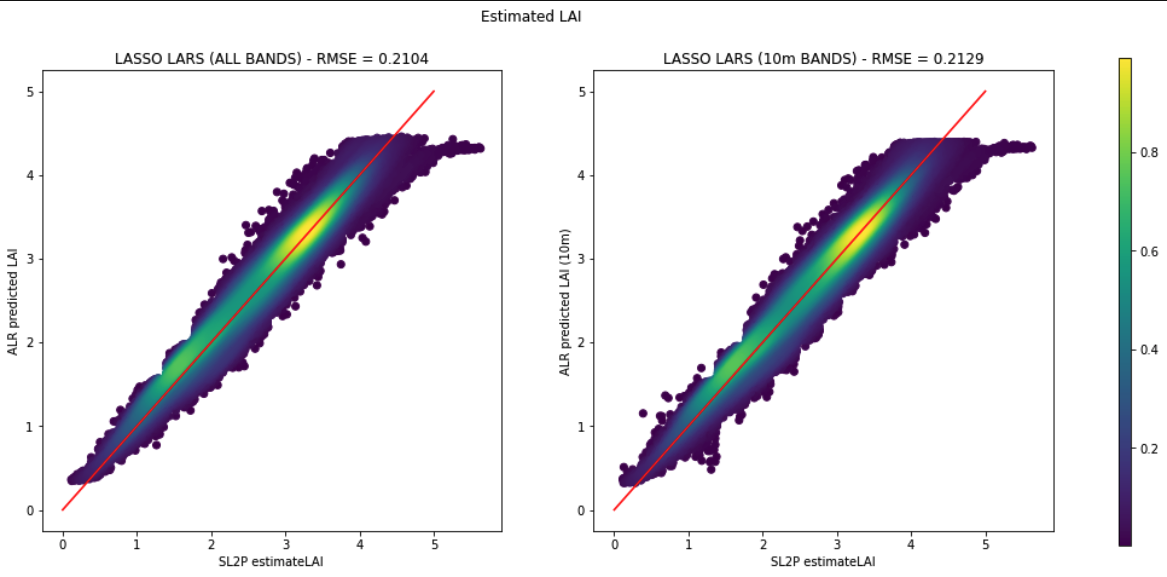 Estimated LAI
LASSO LARS (ALL BANDS) - RMSE = 0.2104
ALR predicted LAI
5
4
3
2
1
0
0 1 2 3 4 5
SL2P estimateLAI
LASSO LARS (10m BANDS) - RMSE = 0.2129
ALR predicted LAI (10m)
5
4
3
2
1
0
0 1 2 3 4 5
SL2P estimateLAI
0.8
0.6
0.4
0.2